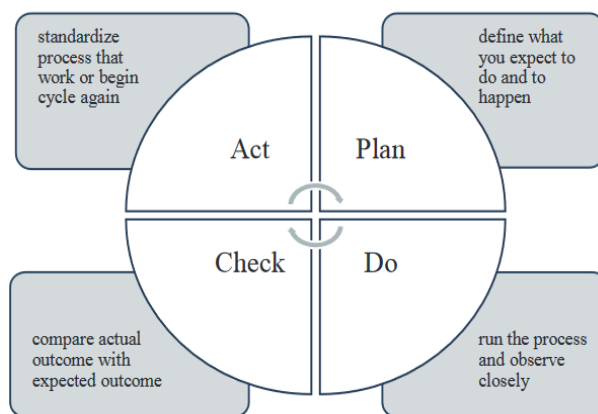 standardize
process that
work or begin
cycle again
define what
you expect to
do and to
happen
Act
Plan
Check
Do
compare actual
outcome with
expected outcome
run the process
and observe
closely